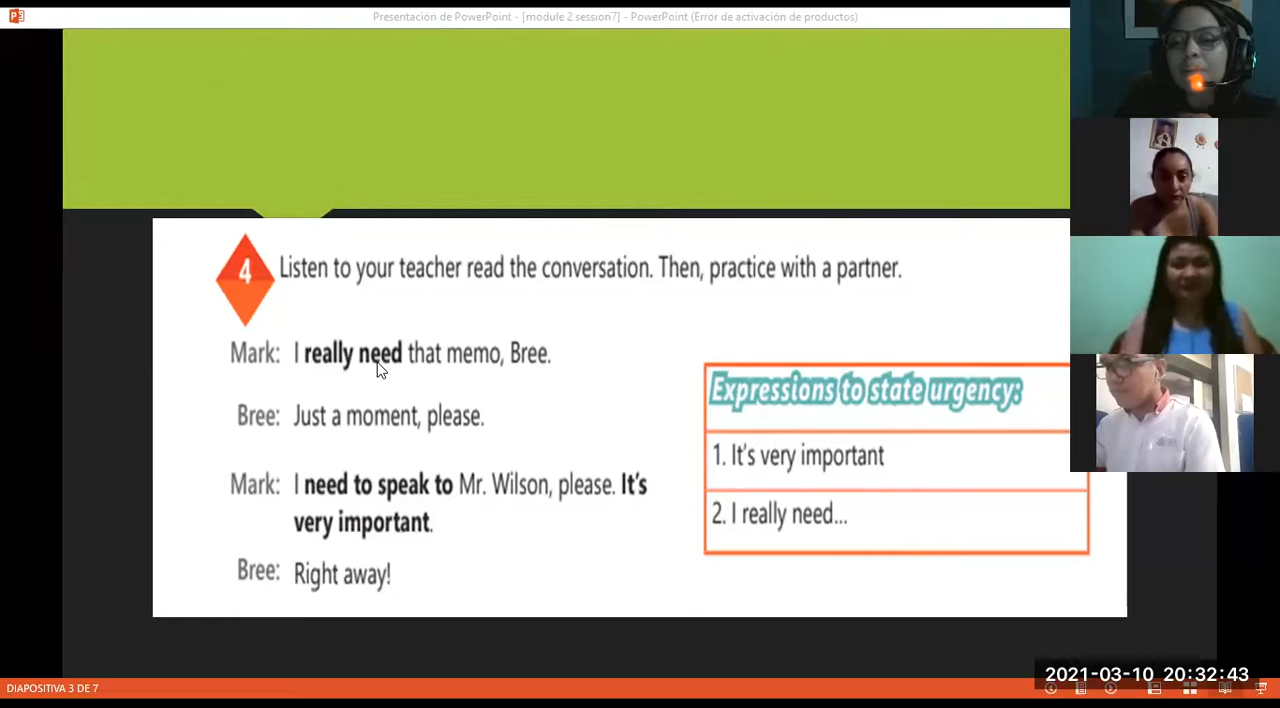 Presentación de PowerPoint - [module 2 session7] - PowerPoint (Error de activación de productos)
4
Listen to your teacher read the conversation. Then, practice with a partner.
Mark: I really need that memo, Bree.
Bree: Just a moment, please.
Mark: I need to speak to Mr. Wilson, please. It's
very important.
Bree: Right away!
Expressions to state urgency:
1. It's very important
2. I really need...
2021-03-10 20:32:43
DIAPOSITIVA 3 DE 7